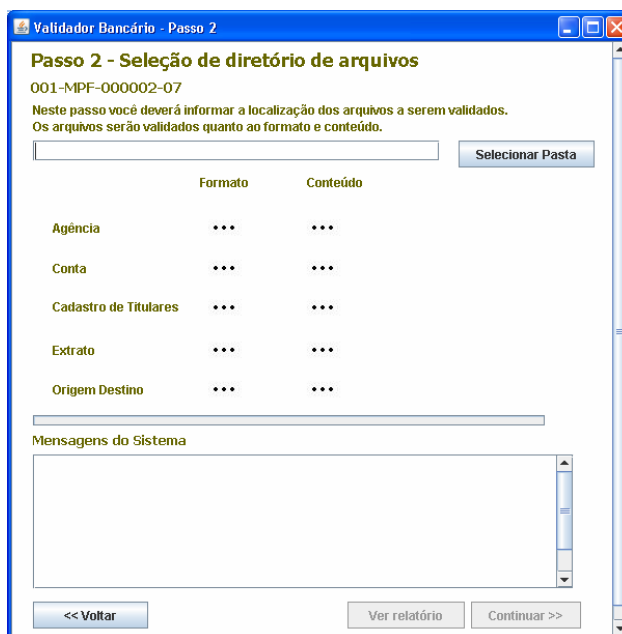 Validador Bancário - Passo 2
Passo 2 - Seleção de diretório de arquivos
001-MPF-000002-07
Neste passo você deverá informar a localização dos arquivos a serem validados.
Os arquivos serão validados quanto ao formato e conteúdo.
Selecionar Pasta
Formato Conteúdo
Agência ••• •••
Conta ••• •••
Cadastro de Titulares ••• •••
Extrato ••• •••
Origem Destino ••• •••
Mensagens do Sistema
<< Voltar Ver relatório Continuar >>